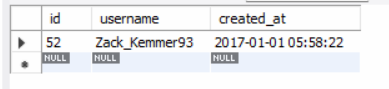 id username created_at
52 Zack_Kemmer93 2017-01-01 05:58:22
NULL NULL NULL